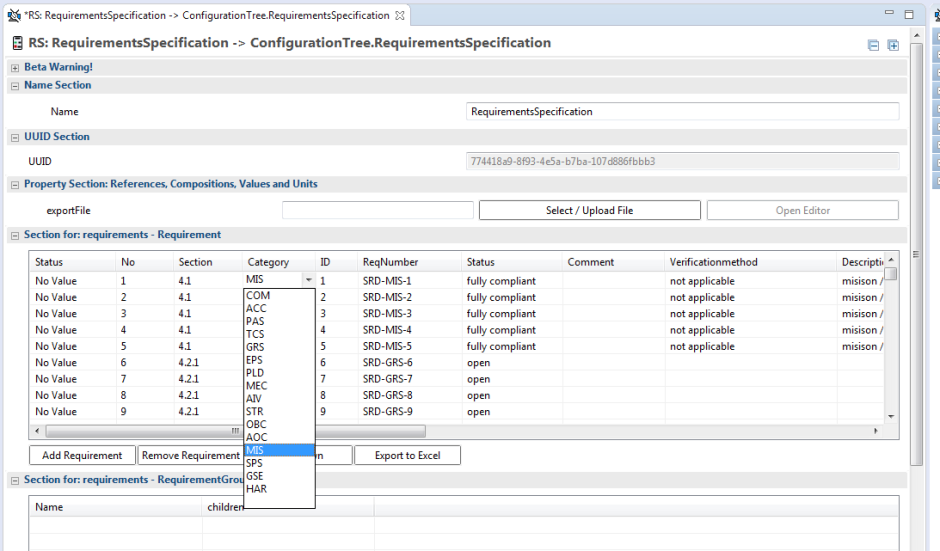 *RS: RequirementsSpecification -> ConfigurationTree.RequirementsSpecification
RS: RequirementsSpecification -> ConfigurationTree.RequirementsSpecification
Beta Warning!
Name Section
Name RequirementsSpecification
UUID Section
UUID 774418a9-8f93-4e5a-b7ba-107d886fbbb3
Property Section: References, Compositions, Values and Units
exportFile Select / Upload File Open Editor
Section for: requirements - Requirement
Status No Section Category ID ReqNumber Status Comment Verificationmethod
No Value 1 4.1 MIS 1 SRD-MIS-1 fully compliant not applicable misison /
No Value 2 4.1 2 SRD-MIS-2 fully compliant not applicable misison /
No Value 3 4.1 3 SRD-MIS-3 fully compliant not applicable misison /
No Value 4 4.1 4 SRD-MIS-4 fully compliant not applicable misison /
No Value 5 4.1 5 SRD-MIS-5 fully compliant not applicable misison /
No Value 6 4.2.1 6 SRD-GRS-6 open
No Value 7 4.2.1 7 SRD-GRS-7 open
No Value 8 4.2.1 8 SRD-GRS-8 open
No Value 9 4.2.1 9 SRD-GRS-9 open
COM
ACC
PAS
TCS
GRS
EPS
PLD
MEC
AIV
STR
OBC
AOC
MIS
SPS
GSE
HAR
Add Requirement Remove Requirement Export to Excel
Section for: requirements -
Name children